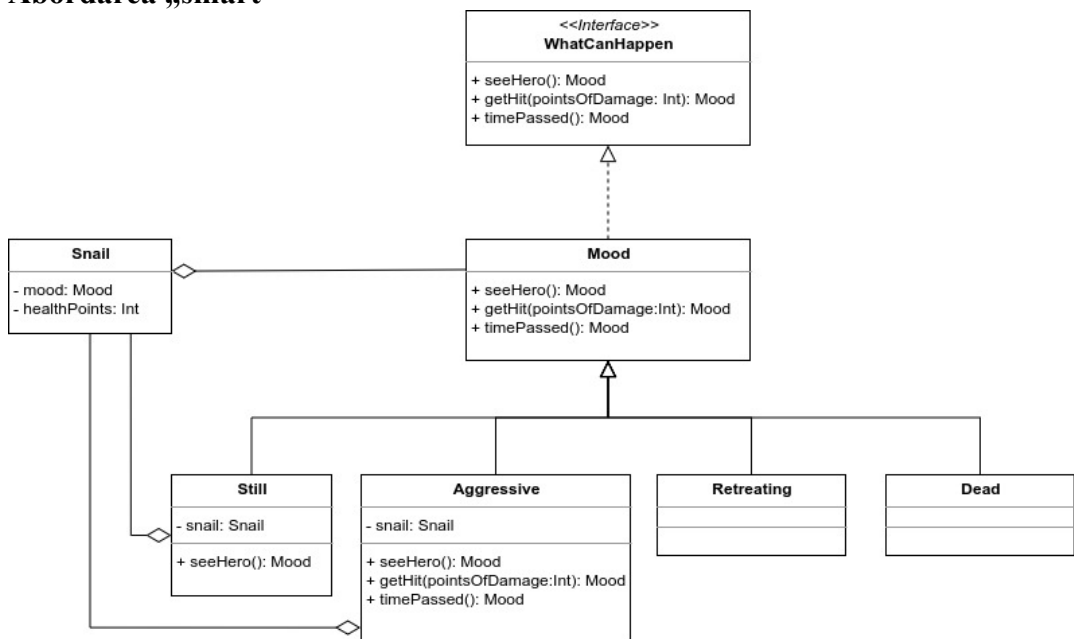 Abordarea „smart”
<<Interface>>
WhatCanHappen
+ seeHero(): Mood
+ getHit(pointsOfDamage: Int): Mood
+ timePassed(): Mood
Snail
- mood: Mood
- healthPoints: Int
Mood
+ seeHero(): Mood
+ getHit(pointsOfDamage:Int): Mood
+ timePassed(): Mood
Still
- snail: Snail
+ seeHero(): Mood
Aggressive
- snail: Snail
+ seeHero(): Mood
+ getHit(pointsOfDamage:Int): Mood
+ timePassed(): Mood
Retreating
Dead